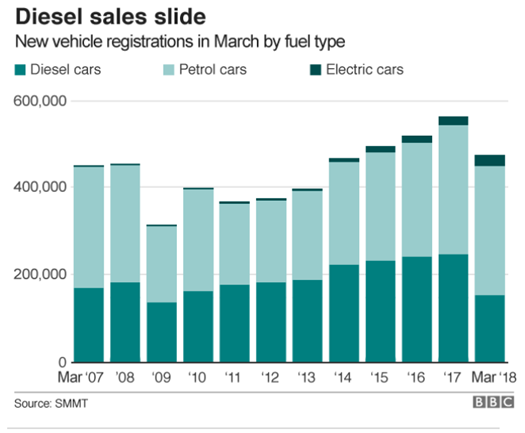 Diesel sales slide
New vehicle registrations in March by fuel type
Diesel cars Petrol cars Electric cars
600,000
400,000
200,000
0
Mar '07 '08 '09 '10 '11 '12 '13 '14 '15 '16 '17 Mar '18
Source: SMMT BBC